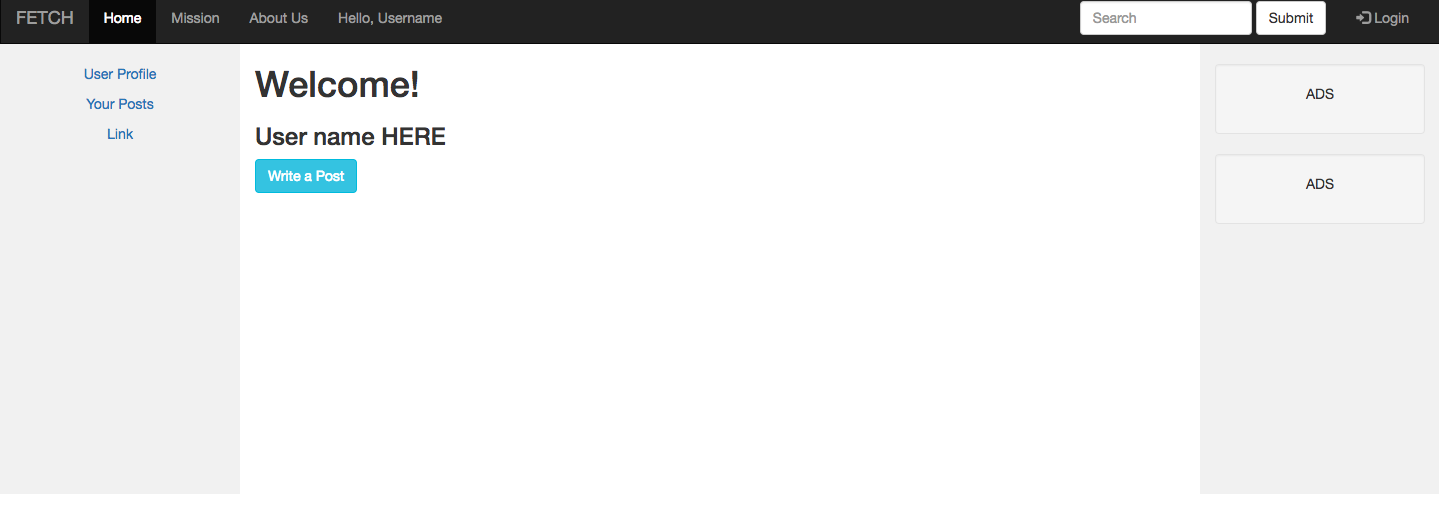 FETCH Home Mission About Us Hello, Username Search Submit Login
User Profile
Your Posts
Link
Welcome!
User name HERE
Write a Post
ADS
ADS